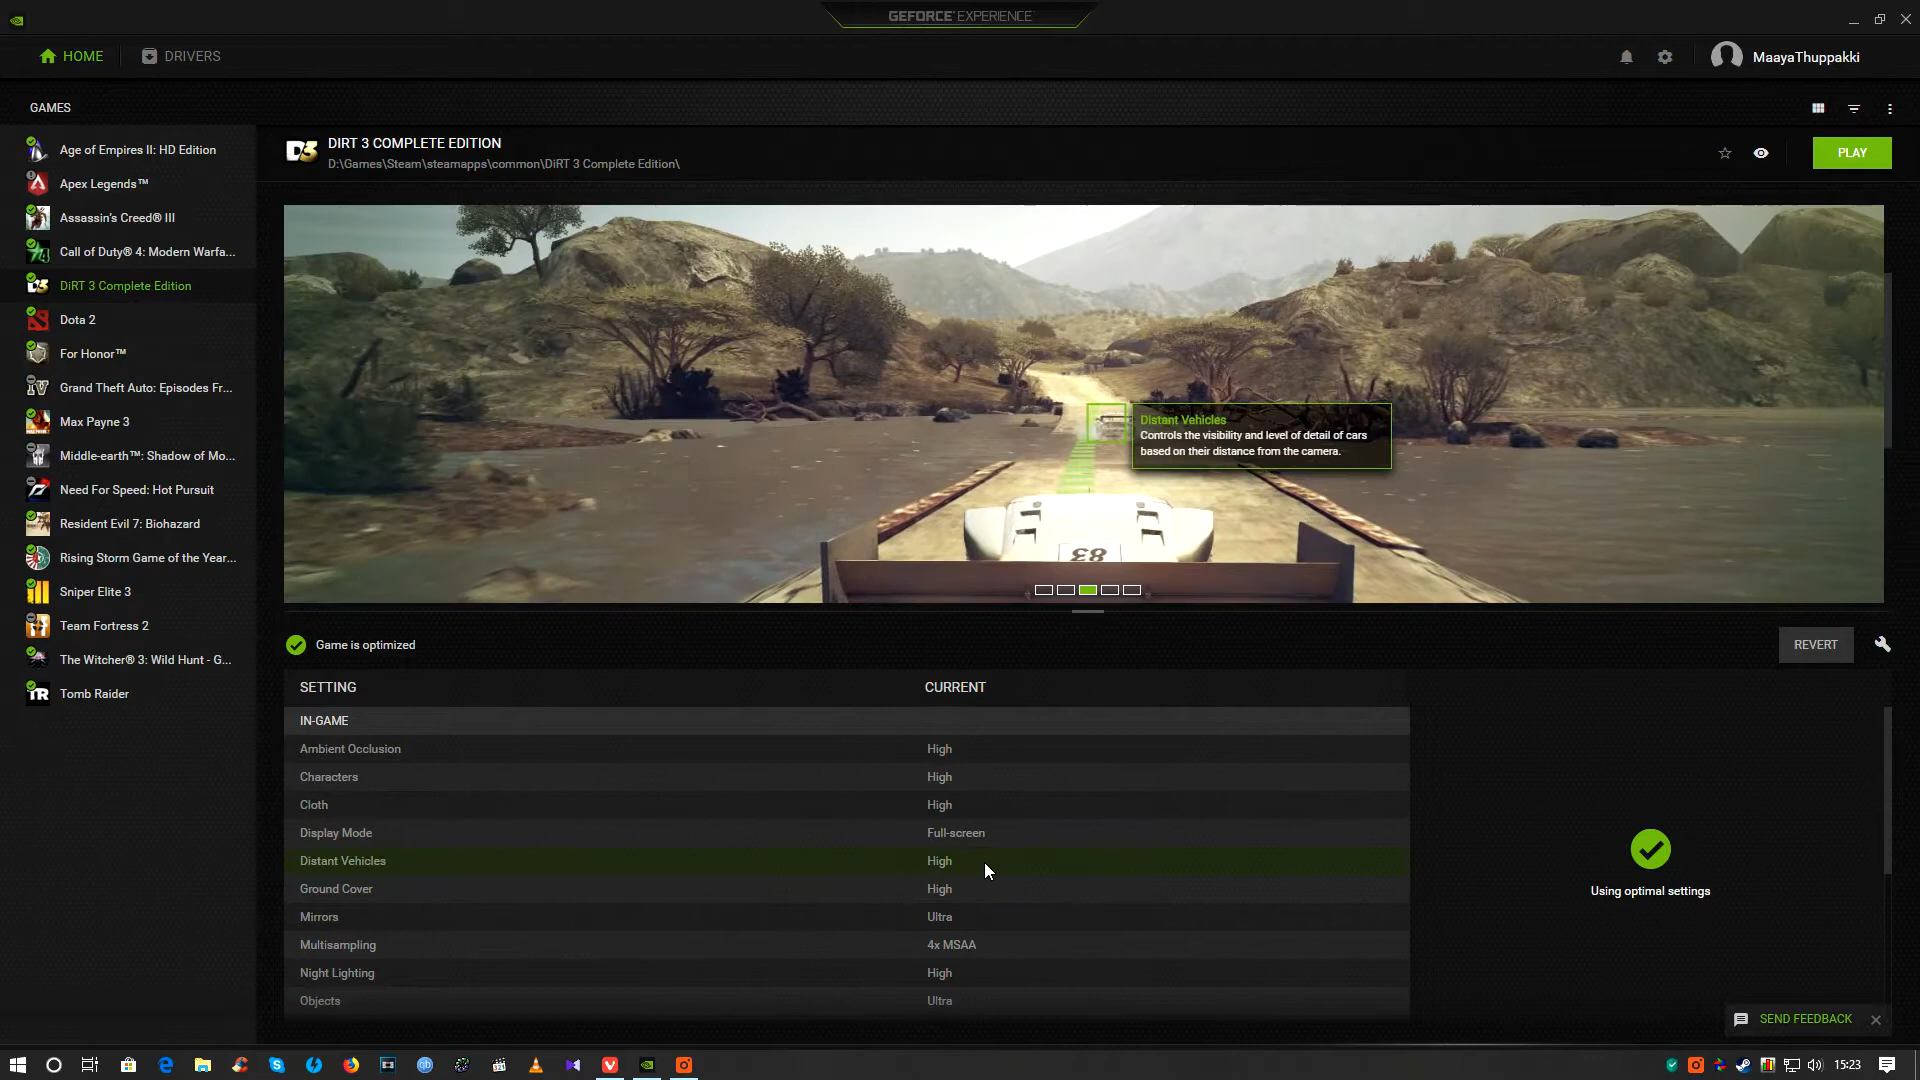 GEFORCE® EXPERIENCE™
HOME
DRIVERS
MaayaThuppakki
GAMES
Age of Empires II: HD Edition
Apex Legends™
Assassin's Creed® III
Call of Duty® 4: Modern Warfa...
DiRT 3 Complete Edition
Dota 2
For Honor™
Grand Theft Auto: Episodes Fr...
Max Payne 3
Middle-earth™: Shadow of Mo...
Need For Speed: Hot Pursuit
Resident Evil 7: Biohazard
Rising Storm Game of the Year...
Sniper Elite 3
Team Fortress 2
The Witcher® 3: Wild Hunt - G...
Tomb Raider
DIRT 3 COMPLETE EDITION
D:\Games\Steam\steamapps\common\DiRT 3 Complete Edition\
PLAY
Distant Vehicles
Controls the visibility and level of detail of cars
based on their distance from the camera.
83
Game is optimized
REVERT
SETTING CURRENT
IN-GAME
Ambient Occlusion High
Characters High
Cloth High
Display Mode Full-screen
Distant Vehicles High
Ground Cover High
Mirrors Ultra
Multisampling 4x MSAA
Night Lighting High
Objects Ultra
Using optimal settings
SEND FEEDBACK
15:23